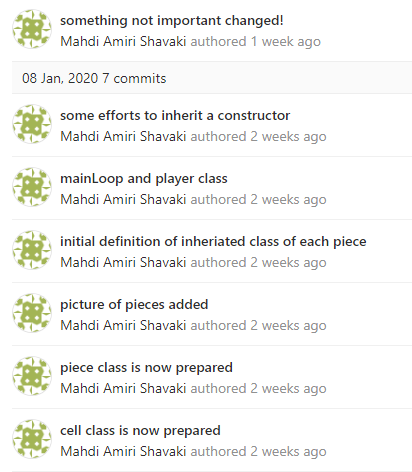 something not important changed!
Mahdi Amiri Shavaki authored 1 week ago
08 Jan, 2020 7 commits
some efforts to inherit a constructor
Mahdi Amiri Shavaki authored 2 weeks ago
mainLoop and player class
Mahdi Amiri Shavaki authored 2 weeks ago
initial definition of inheriated class of each piece
Mahdi Amiri Shavaki authored 2 weeks ago
picture of pieces added
Mahdi Amiri Shavaki authored 2 weeks ago
piece class is now prepared
Mahdi Amiri Shavaki authored 2 weeks ago
cell class is now prepared
Mahdi Amiri Shavaki authored 2 weeks ago